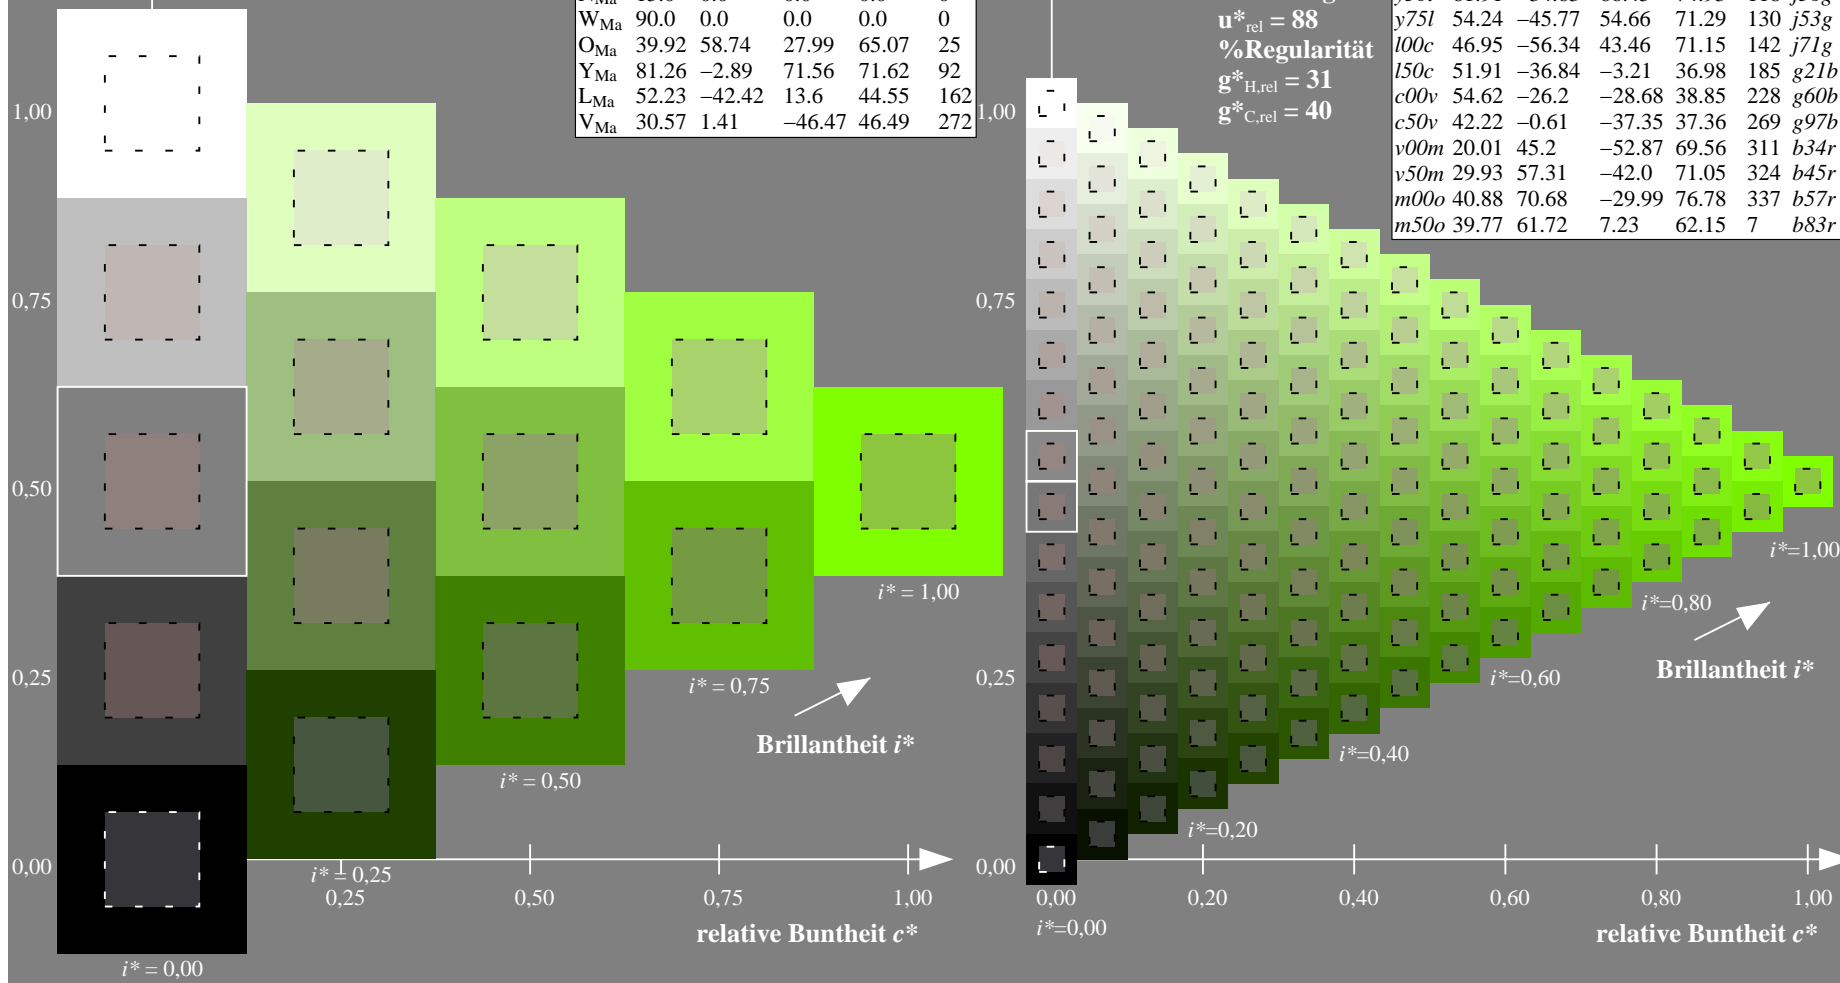 W Ma 90.0 0.0 0.0 0.0 0
O Ma 39.92 58.74 27.99 65.07 25
Y Ma 81.26 −2.89 71.56 71.62 92
L Ma 52.23 −42.42 13.6 44.55 162
V Ma 30.57 1.41 −46.47 46.49 272
u* rel = 88
%Regularität
g* H,rel = 31
g* C,rel = 40
y75l 54.24 −45.77 54.66 71.29 130 j53g
l00c 46.95 −56.34 43.46 71.15 142 j71g
l50c 51.91 −36.84 −3.21 36.98 185 g21b
c00v 54.62 −26.2 −28.68 38.85 228 g60b
c50v 42.22 −0.61 −37.35 37.36 269 g97b
v00m 20.01 45.2 −52.87 69.56 311 b34r
v50m 29.93 57.31 −42.0 71.05 324 b45r
m00o 40.88 70.68 −29.99 76.78 337 b57r
m50o 39.77 61.72 7.23 62.15 7 b83r
1,00
0,75
0,50
0,25
0,00
i* = 1,00
i* = 0,75
Brillantheit i*
i* = 0,50
i* = 0,25
0,25 0,50 0,75 1,00
relative Buntheit c*
i* = 0,00
1,00
0,75
0,25
0,00
i*=1,00
i*=0,80
Brillantheit i*
i*=0,60
i*=0,40
i*=0,20
0,00 0,20 0,40 0,60 0,80 1,00
i*=0,00
relative Buntheit c*